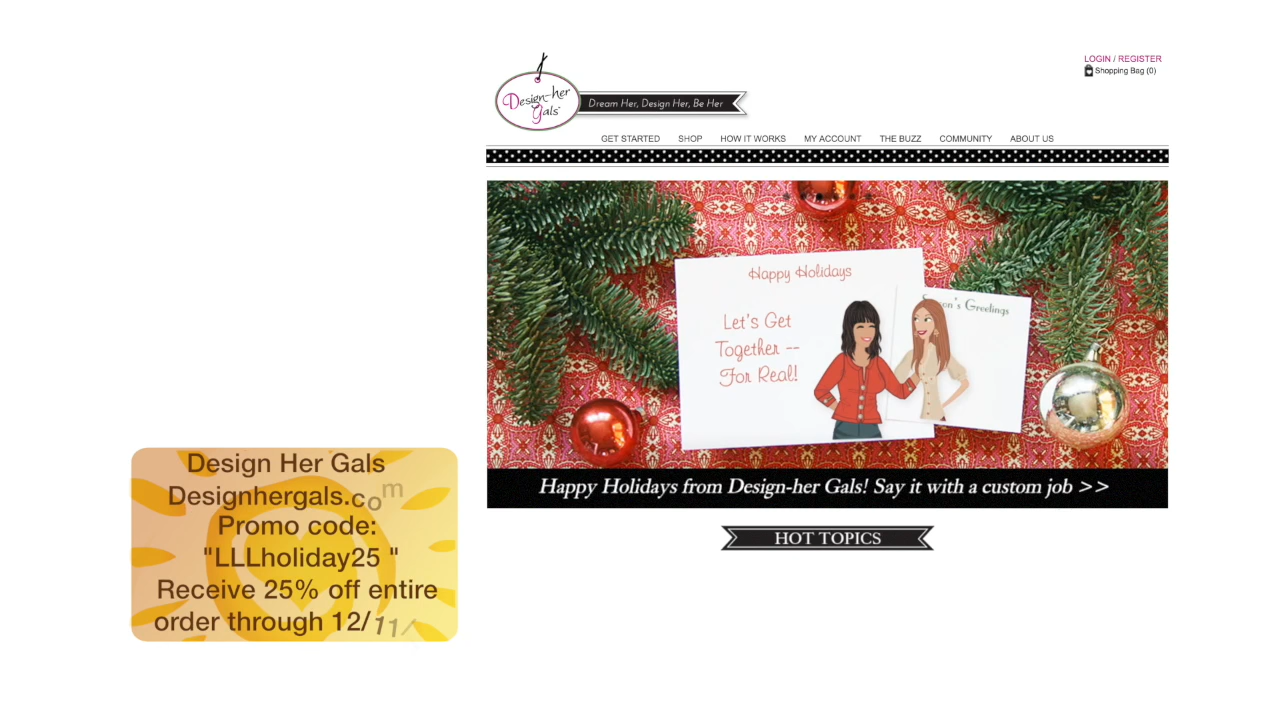 LOGIN / REGISTER
Shopping Bag (0)
Design-her
Gals
Dream Her, Design Her, Be Her
GET STARTED SHOP HOW IT WORKS MY ACCOUNT THE BUZZ COMMUNITY ABOUT US
Happy Holidays
Let's Get
Together --
For Real!
Season's Greetings
Happy Holidays from Design-her Gals! Say it with a custom job >>
HOT TOPICS
Design Her Gals
Designhergals.com
Promo code:
"LLLholiday25 "
Receive 25% off entire
order through 12/11/